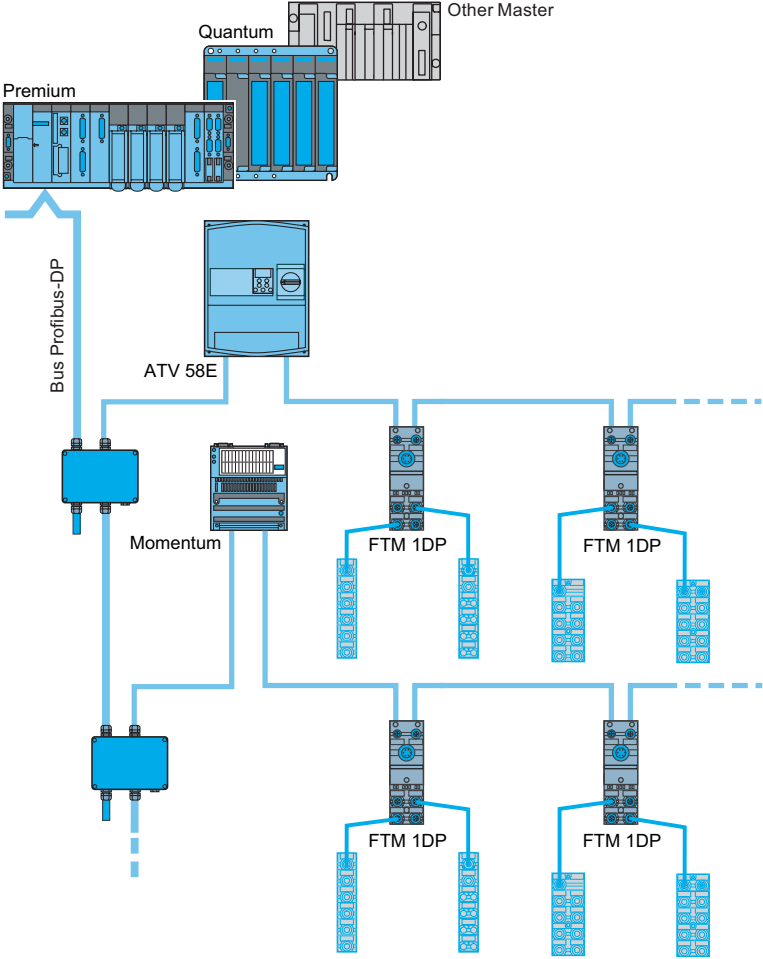 Other Master
Quantum
Premium
Bus Profibus-DP
ATV 58E
Momentum
FTM 1DP
FTM 1DP
FTM 1DP
FTM 1DP